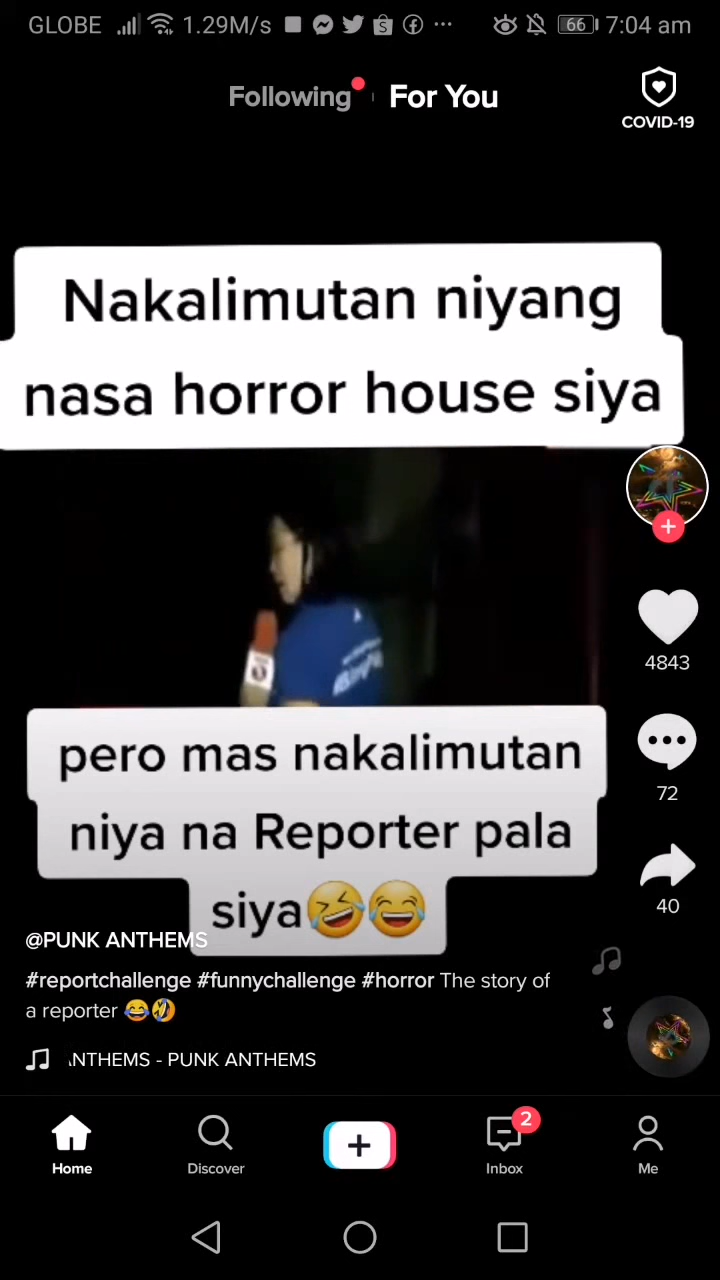 GLOBE 1.29M/s 66 7:04 am
Following For You
COVID-19
Nakalimutan niyang
nasa horror house siya
4843
pero mas nakalimutan
niya na Reporter pala
siya🤣😂
72
40
@PUNK ANTHEMS
#reportchallenge #funnychallenge #horror The story of
a reporter 😂🤣
NTHEMS - PUNK ANTHEMS
Home Discover Inbox 2 Me